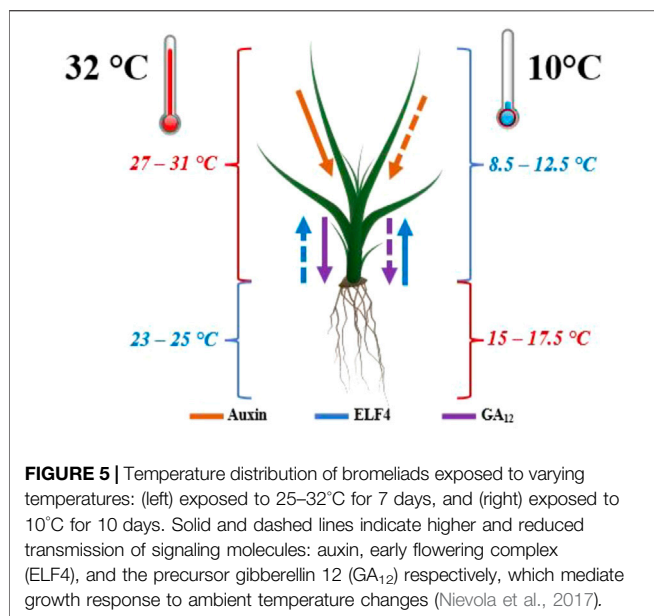 32 °C
10°C
27 – 31 °C
8.5 – 12.5 °C
23 – 25 °C
15 – 17.5 °C
Auxin
ELF4
GA12
FIGURE 5 | Temperature distribution of bromeliads exposed to varying
temperatures: (left) exposed to 25–32°C for 7 days, and (right) exposed to
10°C for 10 days. Solid and dashed lines indicate higher and reduced
transmission of signaling molecules: auxin, early flowering complex
(ELF4), and the precursor gibberellin 12 (GA12) respectively, which mediate
growth response to ambient temperature changes (Nievola et al., 2017).